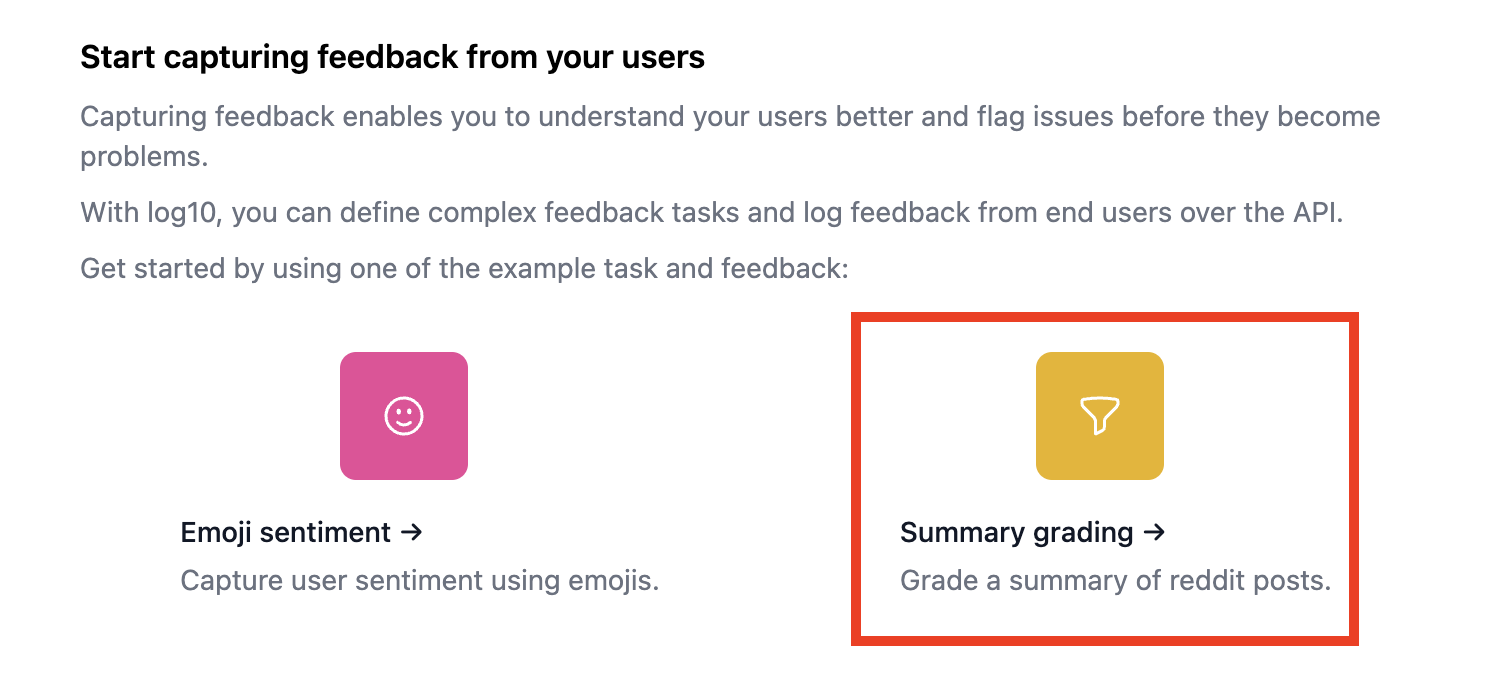 Start capturing feedback from your users
Capturing feedback enables you to understand your users better and flag issues before they become
problems.
With log10, you can define complex feedback tasks and log feedback from end users over the API.
Get started by using one of the example task and feedback:
Emoji sentiment →
Capture user sentiment using emojis.
Summary grading →
Grade a summary of reddit posts.